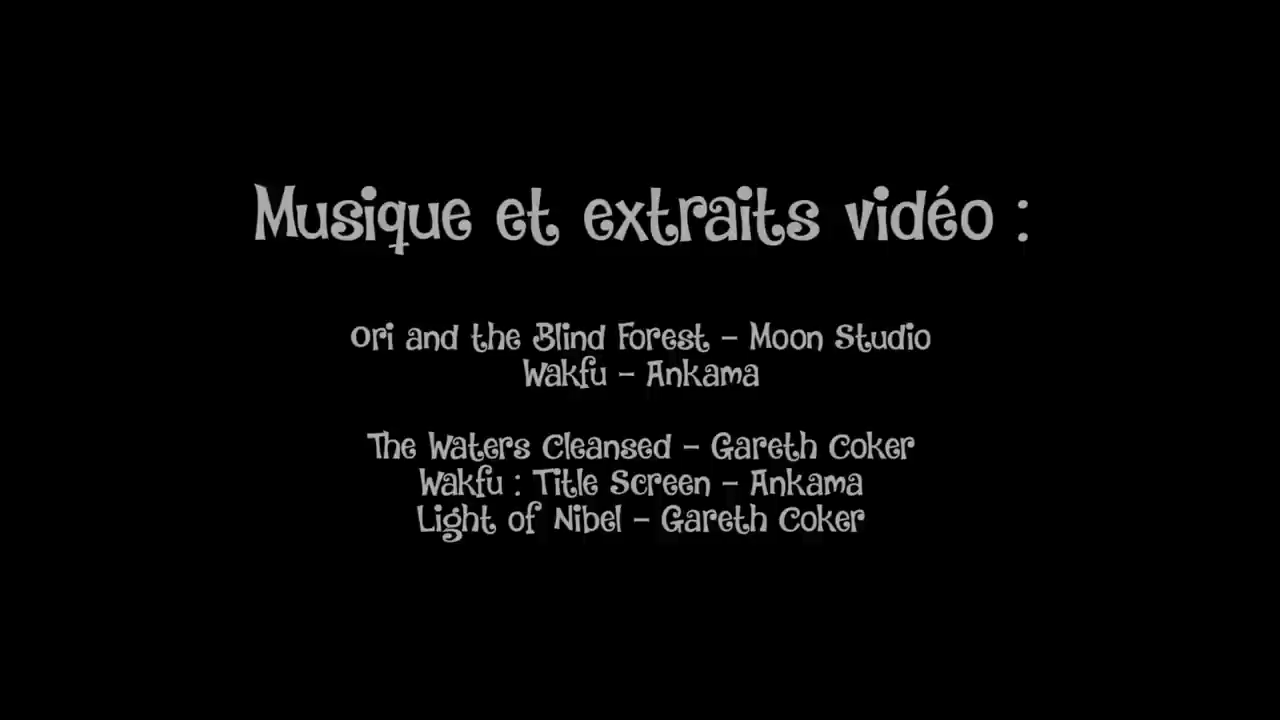 Musique et extraits vidéo :
Ori and the Blind Forest - Moon Studio
Wakfu - Ankama
The Waters Cleansed - Gareth Coker
Wakfu : Title Screen - Ankama
Light of Nibel - Gareth Coker